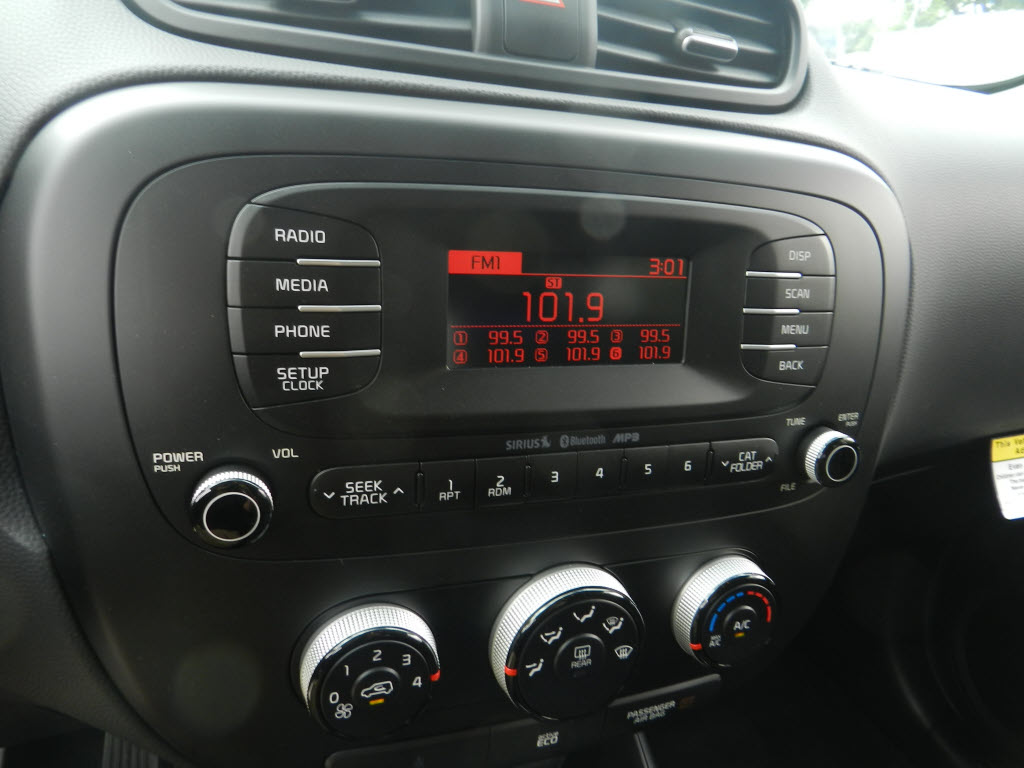 RADIO
MEDIA
PHONE
SETUP
CLOCK
FM1 3:01
ST
101.9
1 99.5 2 99.5 3 99.5
4 101.9 5 101.9 6 101.9
DISP
SCAN
MENU
BACK
SIRIUS Bluetooth MP3
POWER
PUSH
VOL
TUNE
ENTER
PUSH
FILE
SEEK
TRACK
1
RPT
2
RDM
3
4
5
6
CAT
FOLDER
0 1 2 3 4
REAR
A/C
MAX
A/C
ECO
PASSENGER
AIR BAG
This